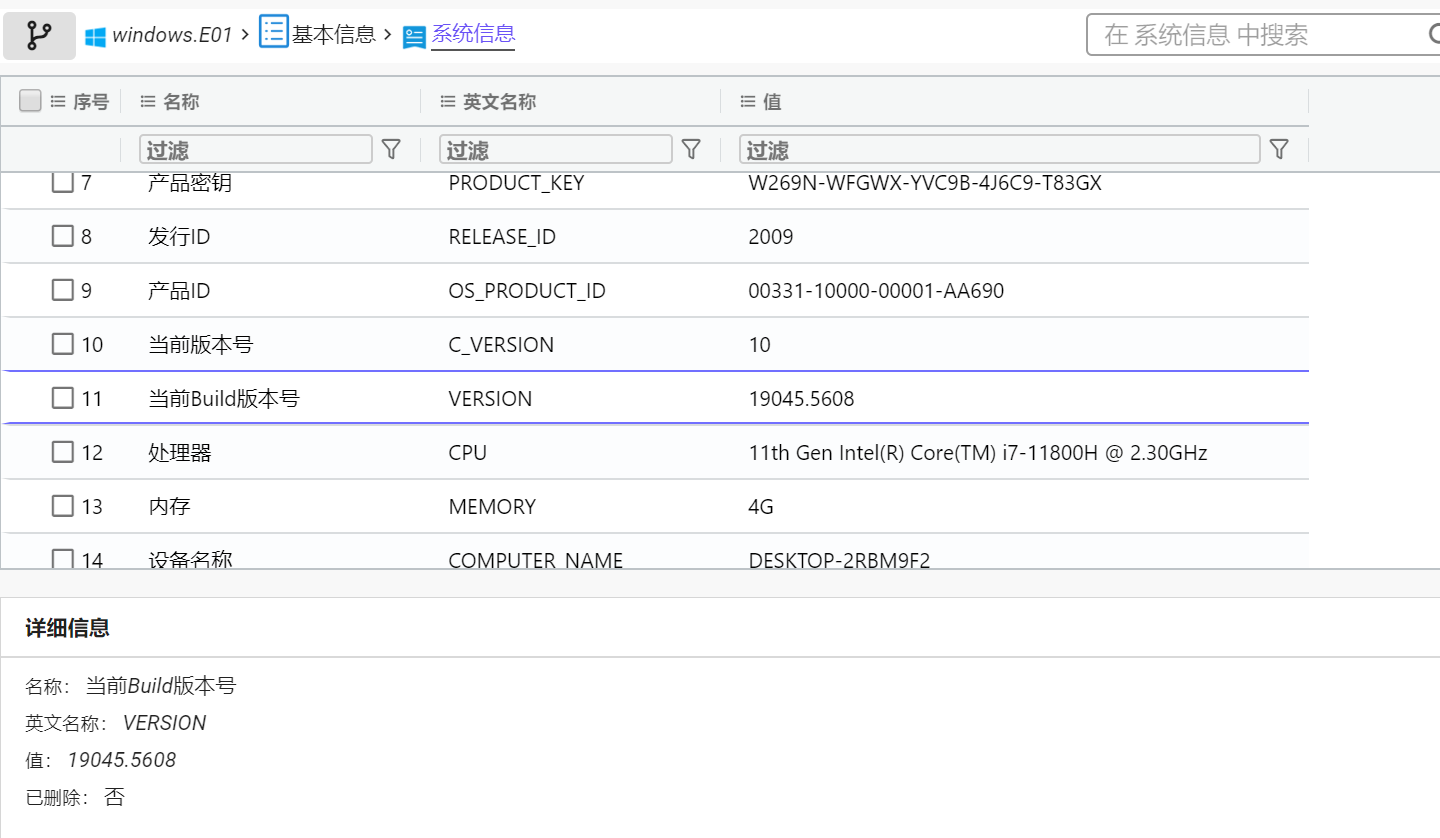 windows.E01 > 基本信息 > 系统信息 在 系统信息 中搜索
序号 名称 英文名称 值
过滤 过滤 过滤
7 产品密钥 PRODUCT_KEY W269N-WFGWX-YVC9B-4J6C9-T83GX
8 发行ID RELEASE_ID 2009
9 产品ID OS_PRODUCT_ID 00331-10000-00001-AA690
10 当前版本号 C_VERSION 10
11 当前Build版本号 VERSION 19045.5608
12 处理器 CPU 11th Gen Intel(R) Core(TM) i7-11800H @ 2.30GHz
13 内存 MEMORY 4G
14 设备名称 COMPUTER_NAME DESKTOP-2RBM9F2
详细信息
名称： 当前Build版本号
英文名称： VERSION
值： 19045.5608
已删除： 否